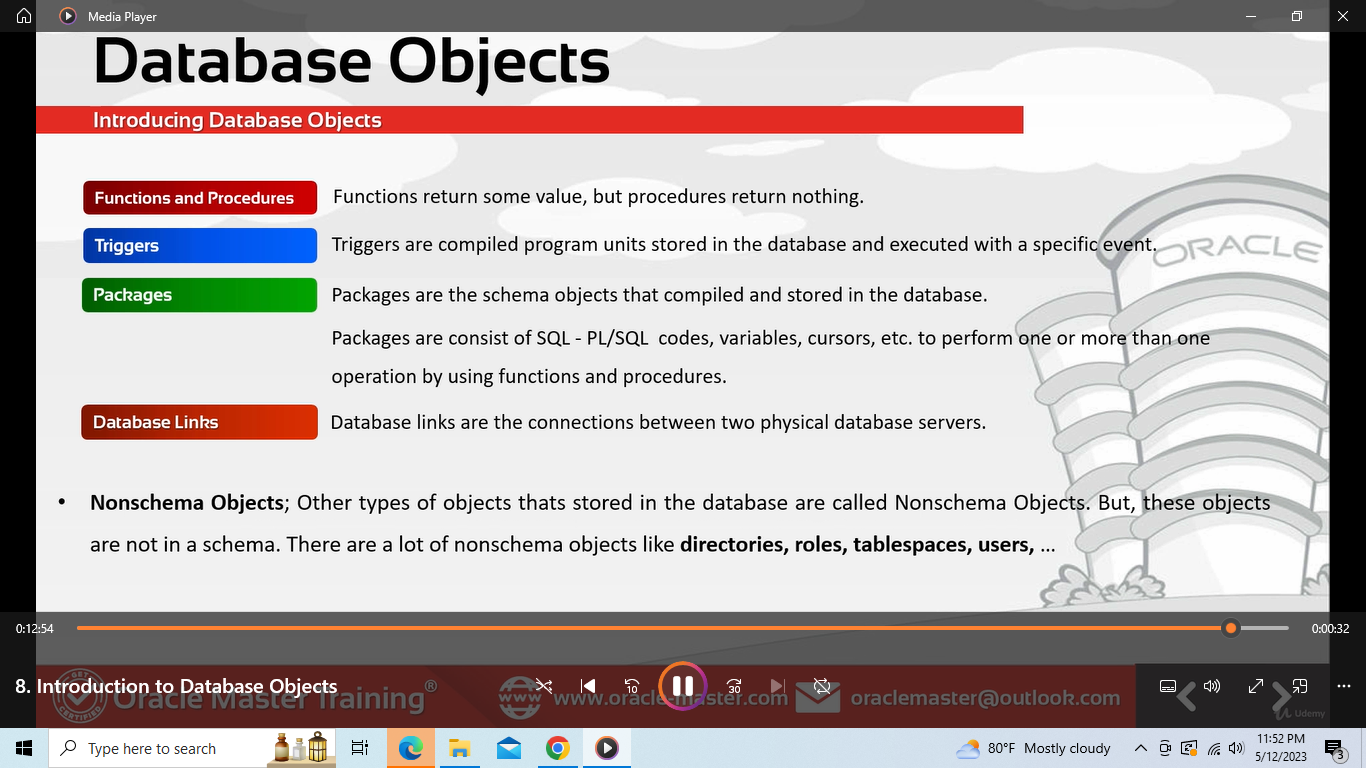 Media Player
Database Objects
Introducing Database Objects
Functions and Procedures Functions return some value, but procedures return nothing.
Triggers Triggers are compiled program units stored in the database and executed with a specific event.
ORACLE
Packages Packages are the schema objects that compiled and stored in the database.
Packages are consist of SQL - PL/SQL codes, variables, cursors, etc. to perform one or more than one
operation by using functions and procedures.
Database Links Database links are the connections between two physical database servers.
• Nonschema Objects; Other types of objects thats stored in the database are called Nonschema Objects. But, these objects
are not in a schema. There are a lot of nonschema objects like directories, roles, tablespaces, users, ...
0:12:54 0:00:32
8. Introduction to Database Objects
10 30
CERTIFIED
Oracle Master Training®
www.oracle-master.com
oraclemaster@outlook.com
Udemy
Type here to search
80°F Mostly cloudy
11:52 PM
5/12/2023
3